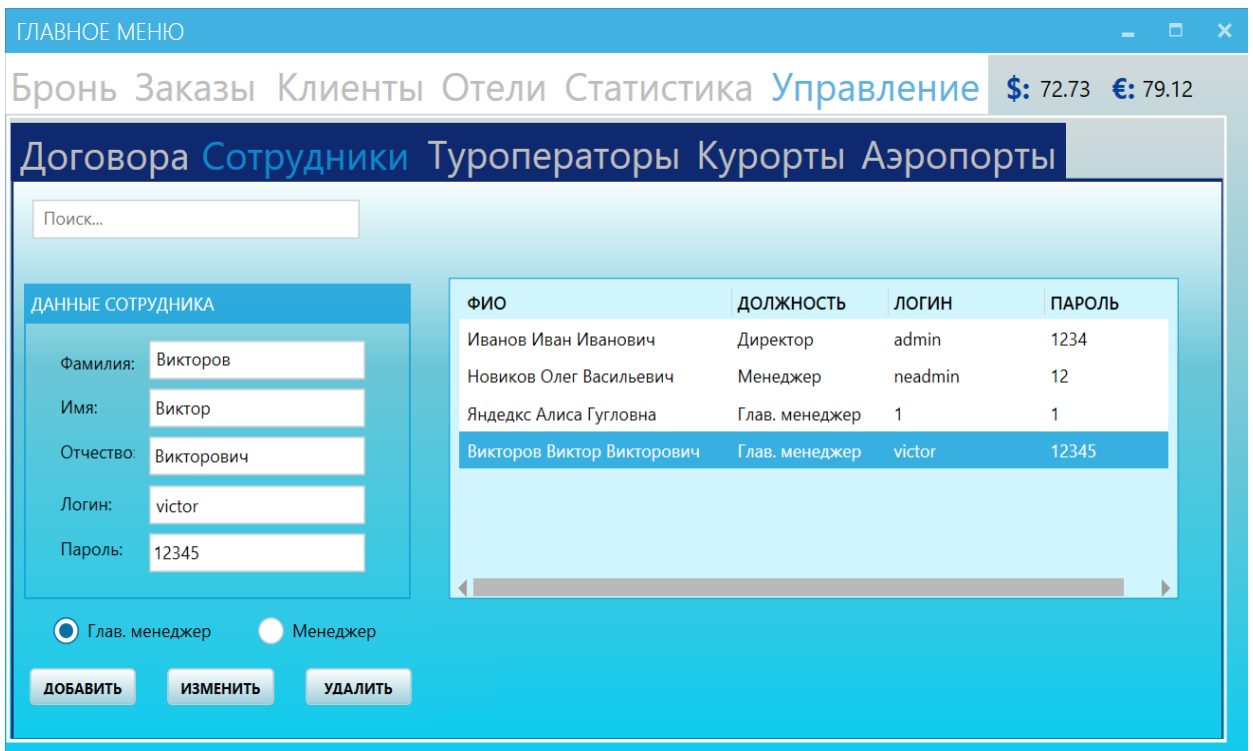 ГЛАВНОЕ МЕНЮ
Бронь Заказы Клиенты Отели Статистика Управление $: 72.73 €: 79.12
Договора Сотрудники Туроператоры Курорты Аэропорты
Поиск...
ДАННЫЕ СОТРУДНИКА
Фамилия: Викторов
Имя: Виктор
Отчество: Викторович
Логин: victor
Пароль: 12345
Глав. менеджер Менеджер
ДОБАВИТЬ ИЗМЕНИТЬ УДАЛИТЬ
ФИО ДОЛЖНОСТЬ ЛОГИН ПАРОЛЬ
Иванов Иван Иванович Директор admin 1234
Новиков Олег Васильевич Менеджер neadmin 12
Яндедкс Алиса Гугловна Глав. менеджер 1 1
Викторов Виктор Викторович Глав. менеджер victor 12345